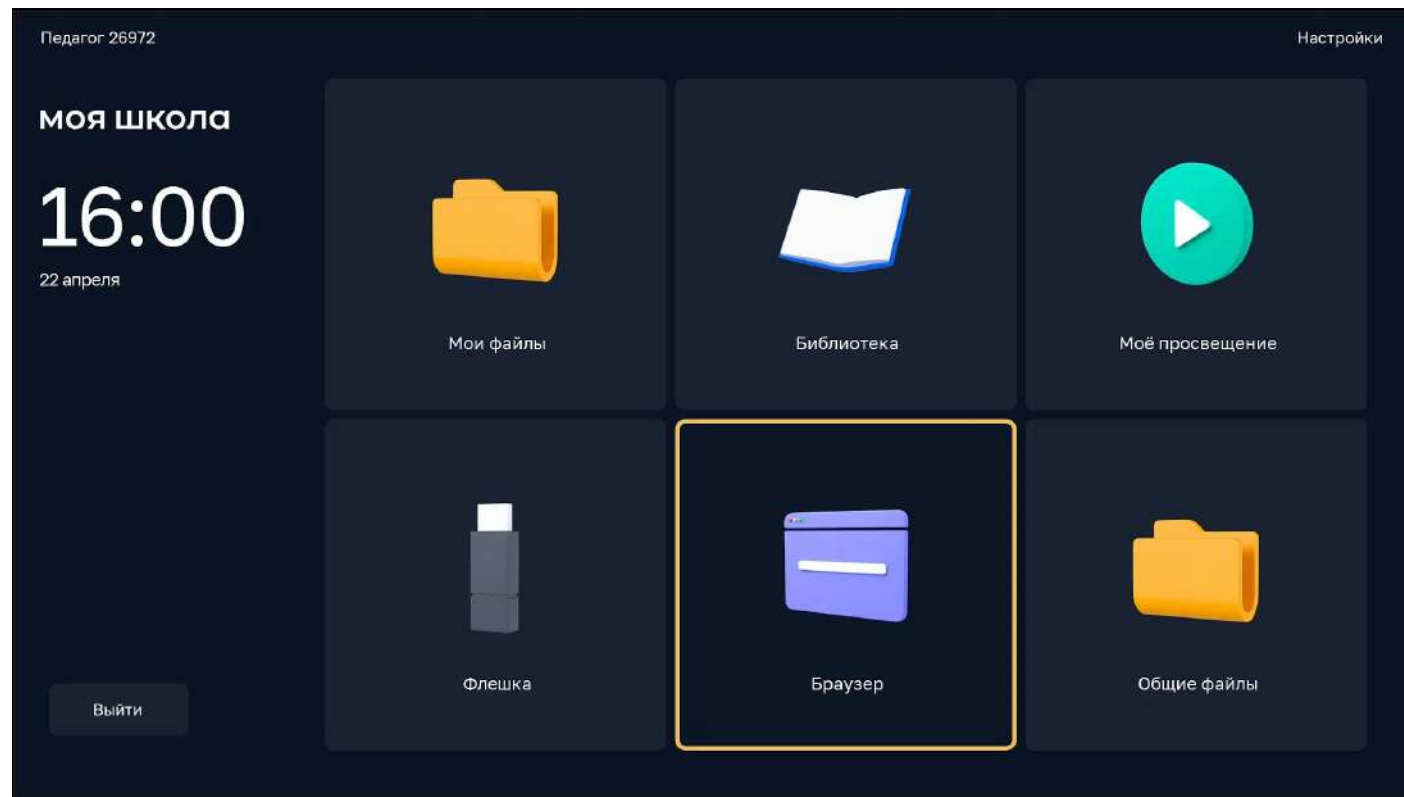 Педагог 26972
Настройки
моя школа
16:00
22 апреля
Мои файлы
Библиотека
Моё просвещение
Флешка
Браузер
Общие файлы
Выйти